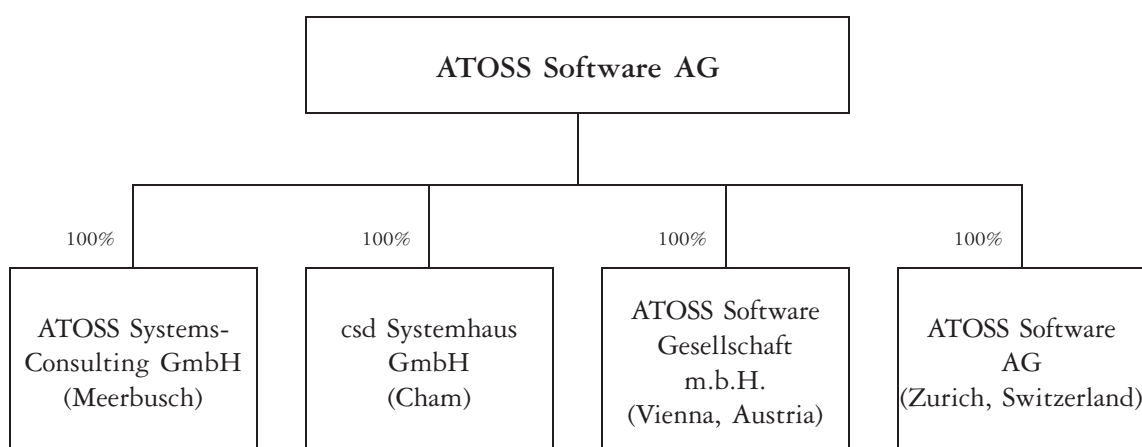 ATOSS Software AG
100%
100%
100%
100%
ATOSS Systems-
Consulting GmbH
(Meerbusch)
csd Systemhaus
GmbH
(Cham)
ATOSS Software
Gesellschaft
m.b.H.
(Vienna, Austria)
ATOSS Software
AG
(Zurich, Switzerland)